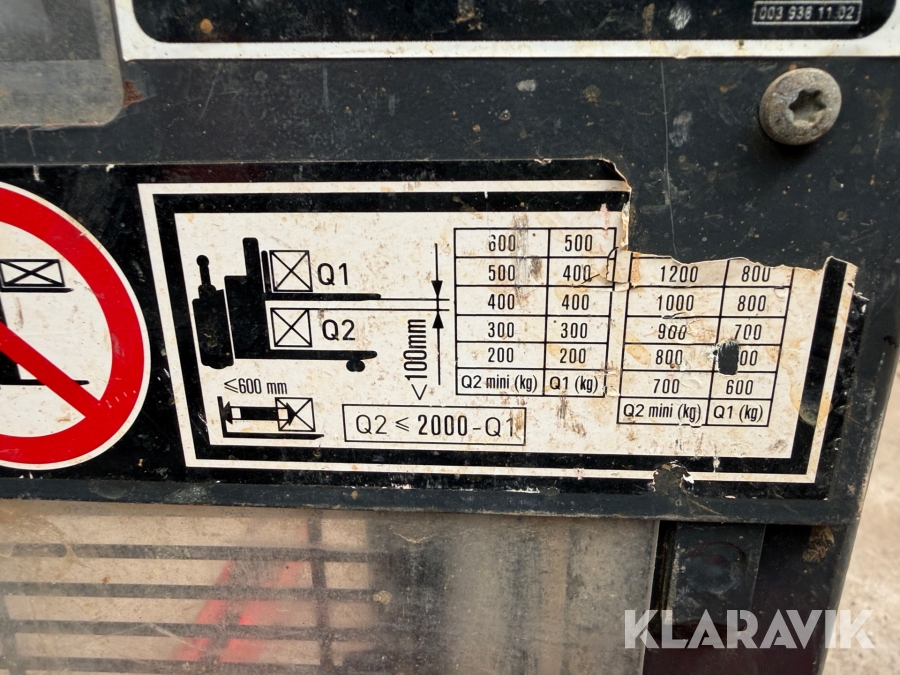 003 938 11 02
Q1
Q2
<100mm
≤600 mm
Q2 ≤ 2000-Q1
600 500
500 400
400 400
300 300
200 200
Q2 mini (kg) Q1 (kg)
1200 800
1000 800
900 700
800
700 600
Q2 mini (kg) Q1 (kg)
KLARAVIK